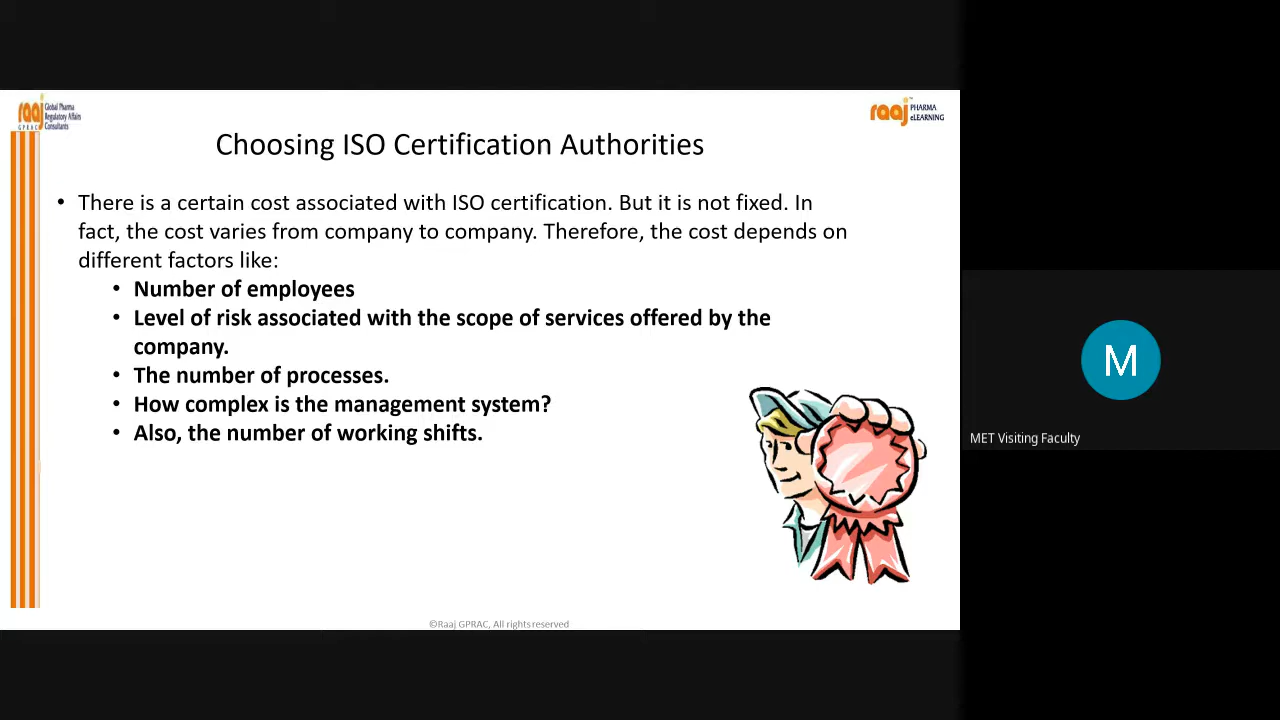 raaj
GPRAC
Global Pharma
Regulatory Affairs
Consultants
raaj
PHARMA
eLEARNING
Choosing ISO Certification Authorities
• There is a certain cost associated with ISO certification. But it is not fixed. In
fact, the cost varies from company to company. Therefore, the cost depends on
different factors like:
• Number of employees
• Level of risk associated with the scope of services offered by the
company.
• The number of processes.
• How complex is the management system?
• Also, the number of working shifts.
©Raaj GPRAC, All rights reserved
M
MET Visiting Faculty